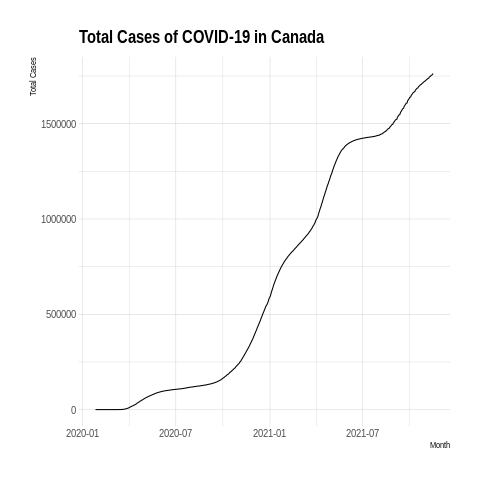 Total Cases of COVID-19 in Canada
Total Cases
1500000
1000000
500000
0
2020-01 2020-07 2021-01 2021-07
Month